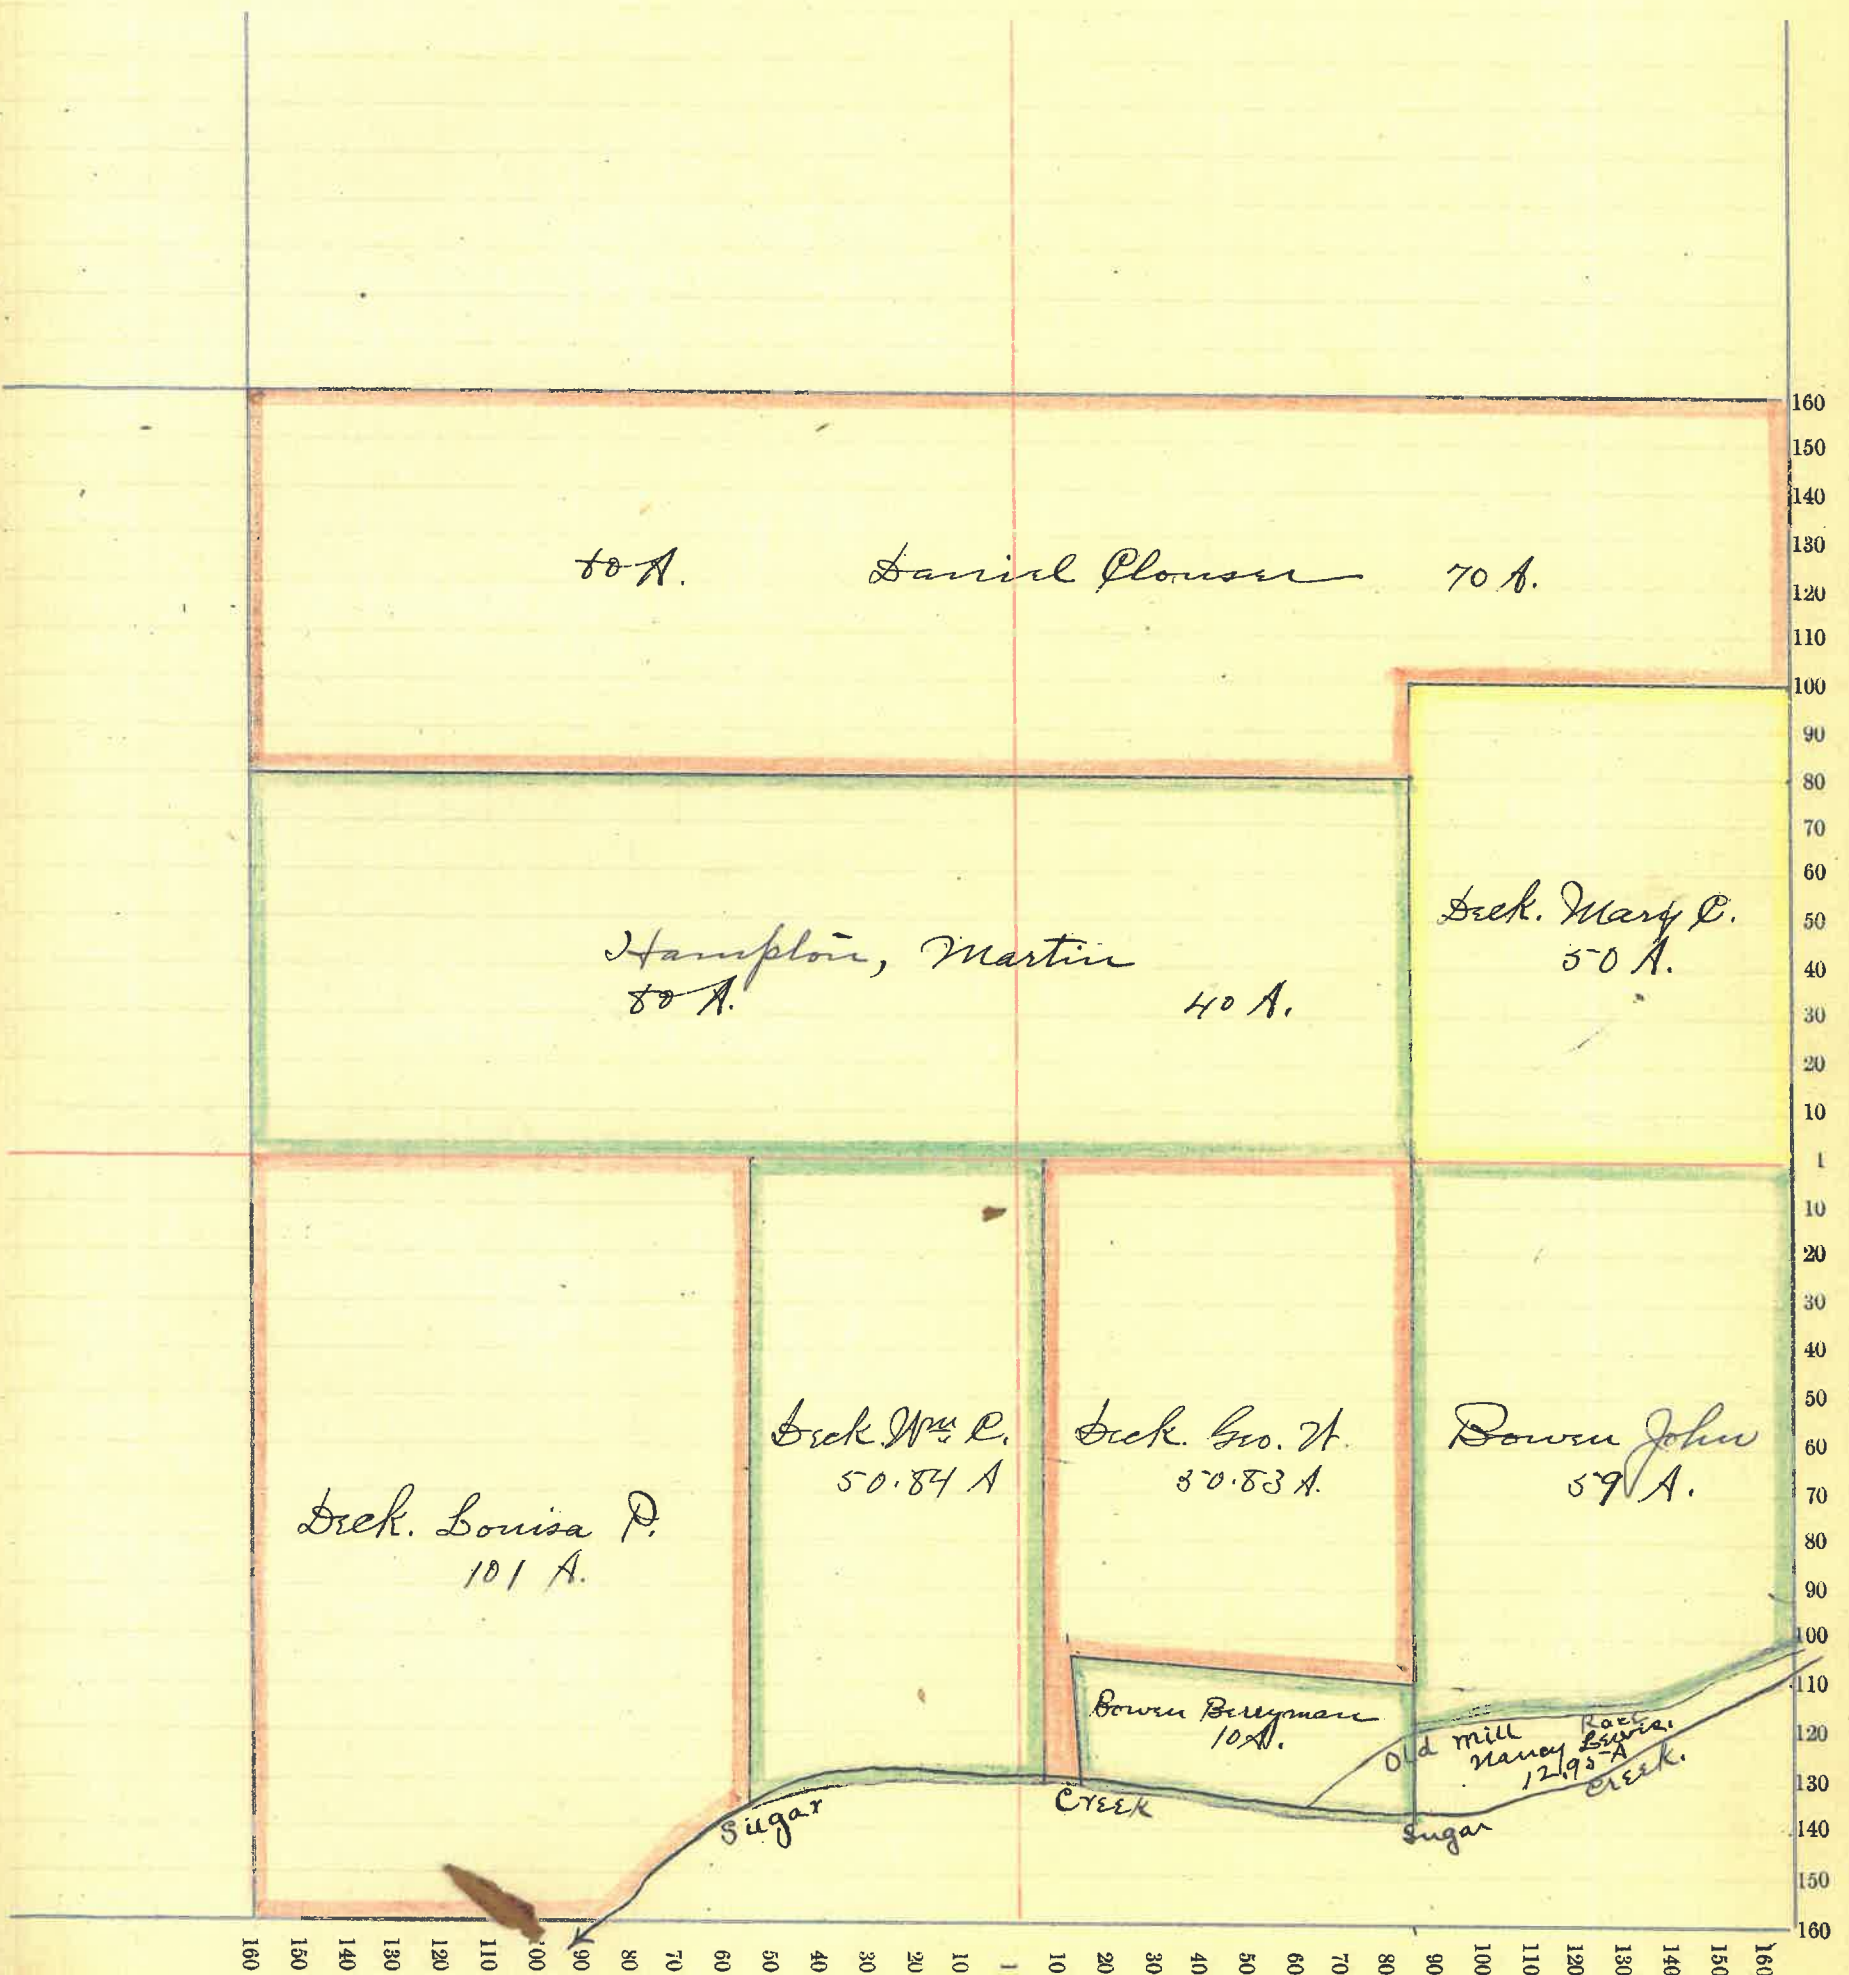 80 A. Daniel Clouser 70 A.
Hampton, Martin
80 A. 40 A.
Deck. Mary C.
50 A.
Deck. Louisa P.
101 A.
Deck. Wm. C.
50.84 A
Deck. Geo. W.
50.83 A.
Bowen John
59 A.
Bowen Berryman
10 A.
Old Mill Race
Nancy Lewis.
12.95 A
Creek.
Sugar
Creek
Sugar
160
150
140
130
120
110
100
90
80
70
60
50
40
30
20
10
1
10
20
30
40
50
60
70
80
90
100
110
120
130
140
150
160
160 150 140 130 120 110 100 90 80 70 60 50 40 30 20 10 1 10 20 30 40 50 60 70 80 90 100 110 120 130 140 150 160